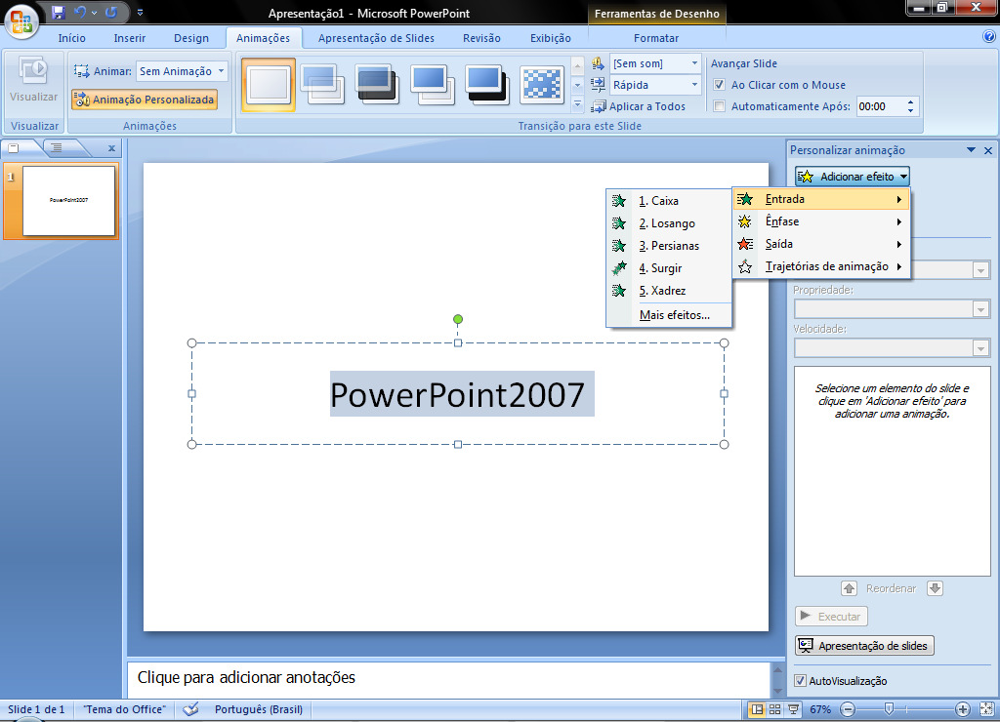 Apresentação1 - Microsoft PowerPoint
Ferramentas de Desenho
Início Inserir Design Animações Apresentação de Slides Revisão Exibição Formatar
Visualizar
Visualizar
Animar: Sem Animação
Animação Personalizada
Animações
[Sem som]
Rápida
Aplicar a Todos
Transição para este Slide
Avançar Slide
Ao Clicar com o Mouse
Automaticamente Após: 00:00
1
PowerPoint2007
PowerPoint2007
1. Caixa
2. Losango
3. Persianas
4. Surgir
5. Xadrez
Mais efeitos...
Personalizar animação
Adicionar efeito
Entrada
Ênfase
Saída
Trajetórias de animação
Propriedade:
Velocidade:
Selecione um elemento do slide e
clique em 'Adicionar efeito' para
adicionar uma animação.
Reordenar
Executar
Apresentação de slides
AutoVisualização
Clique para adicionar anotações
Slide 1 de 1 "Tema do Office" Português (Brasil) 67%